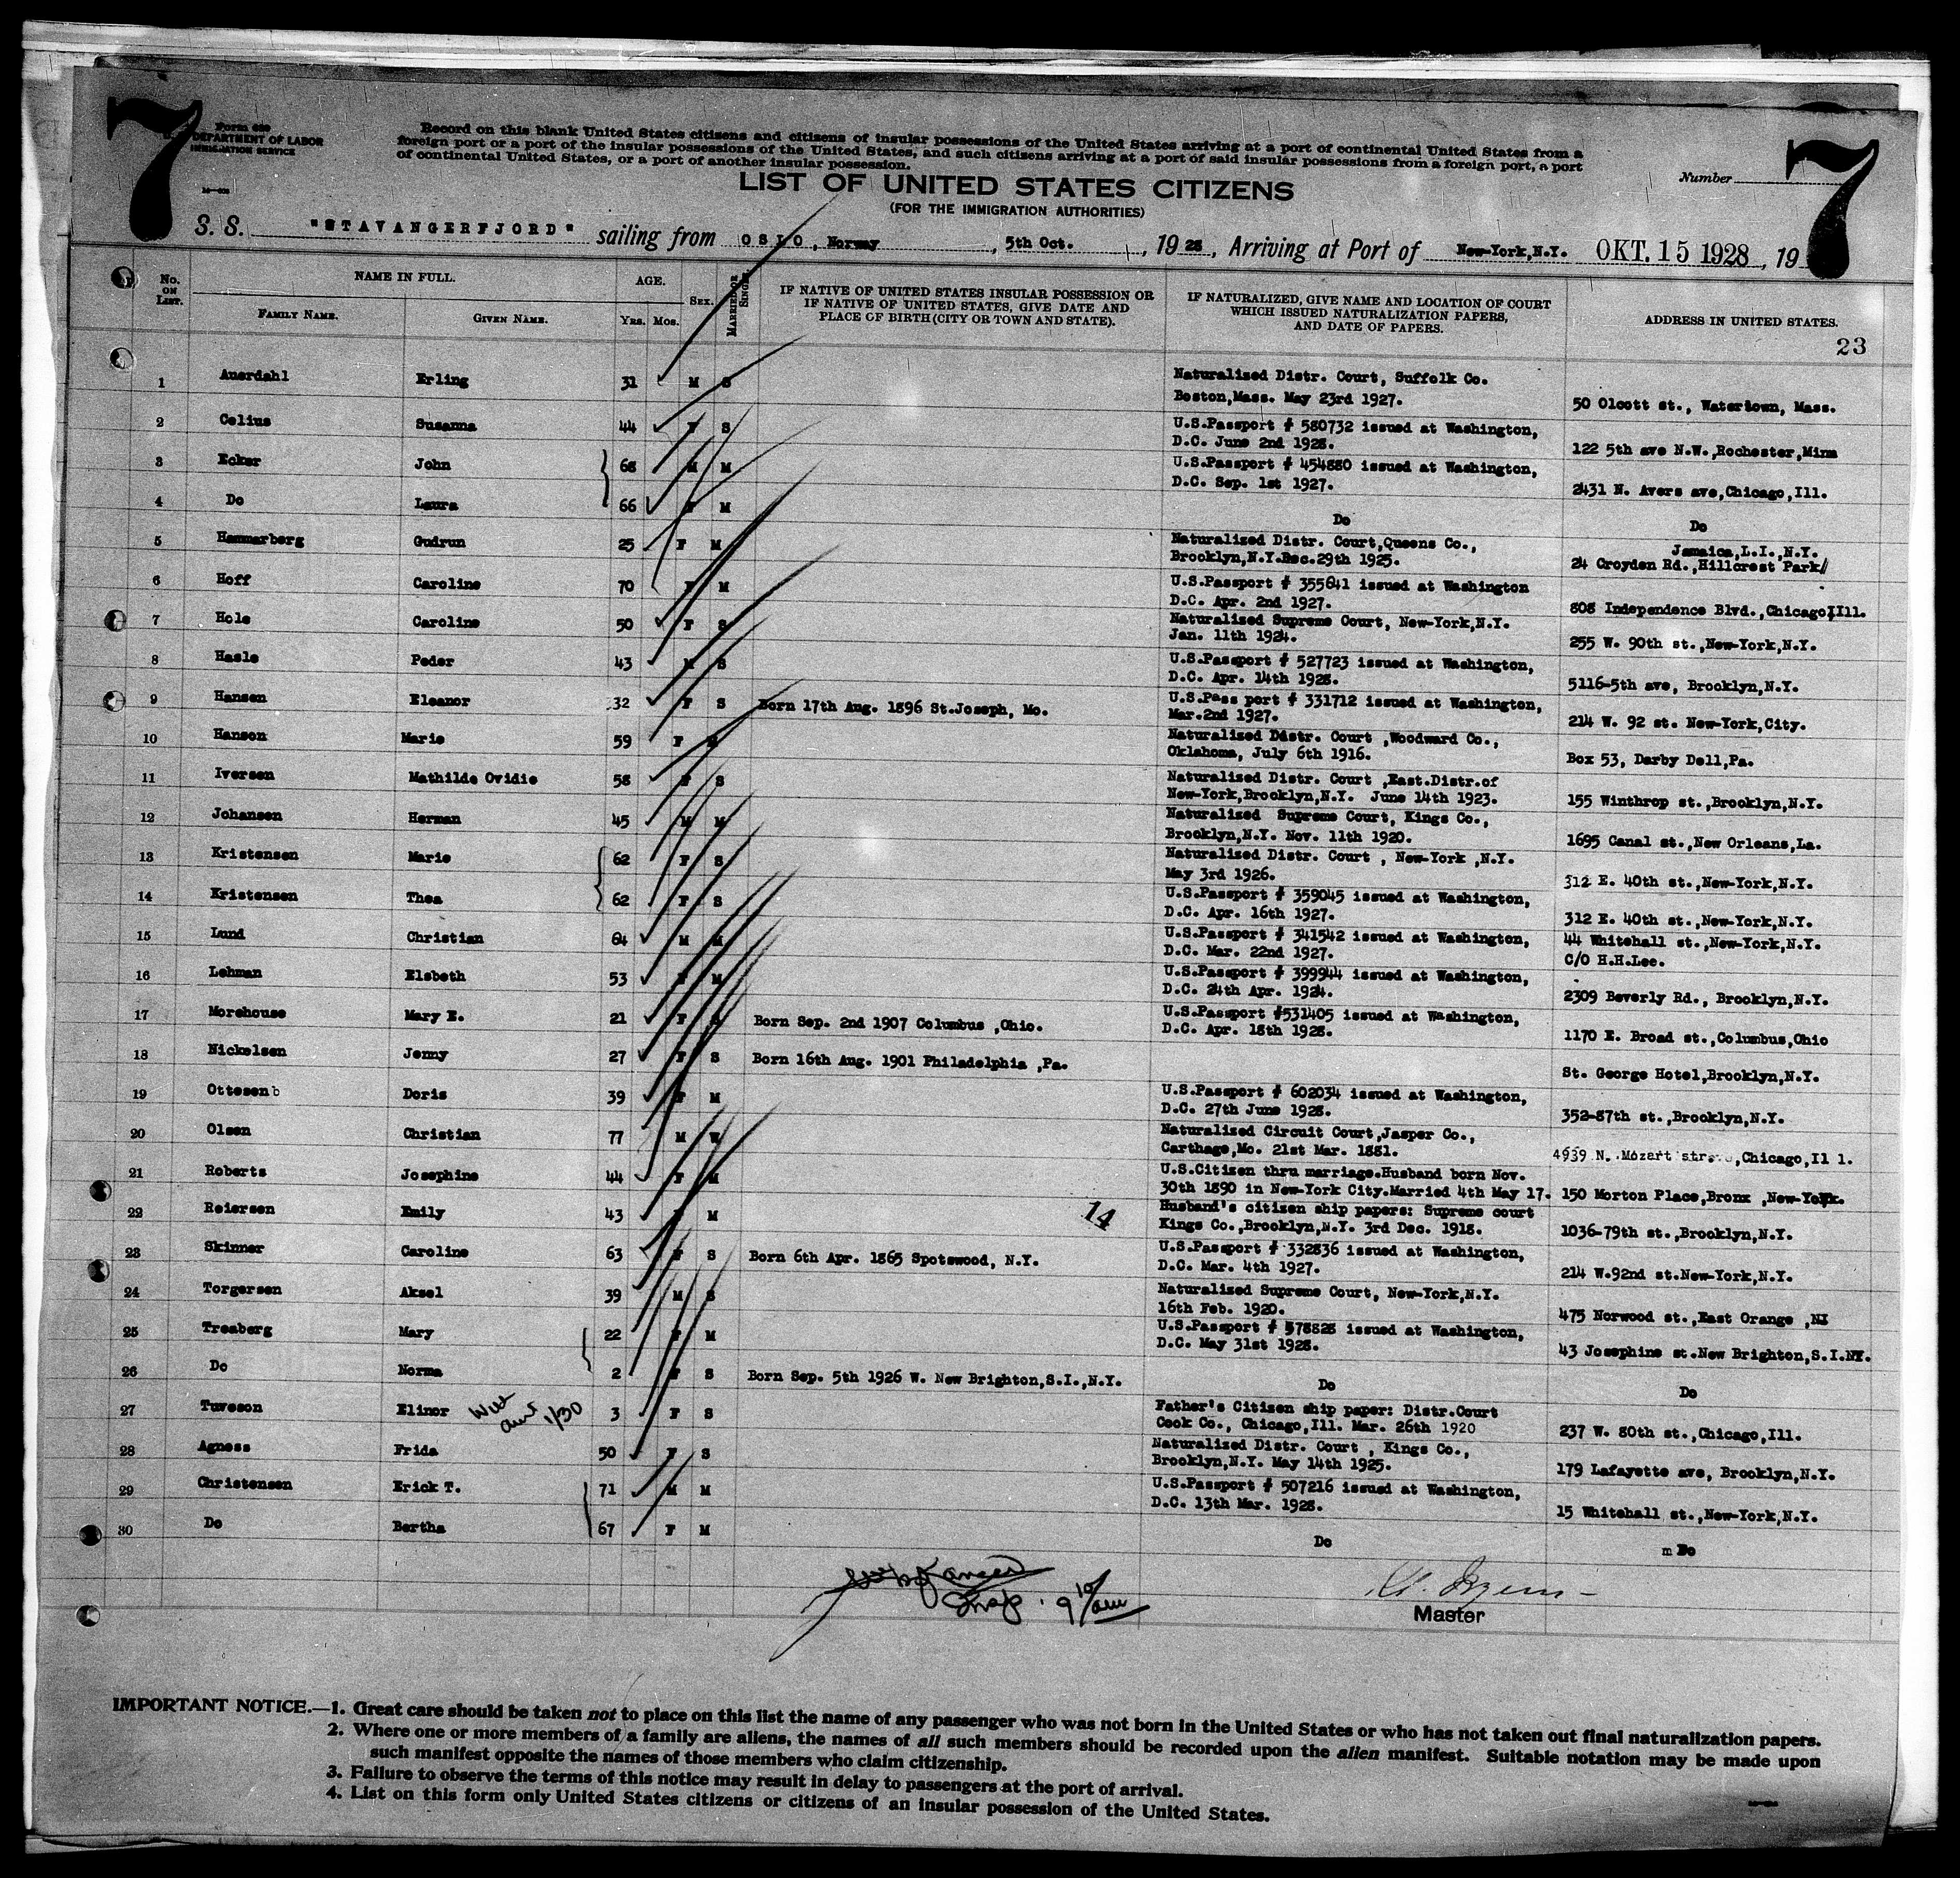 7
7
Form 630
DEPARTMENT OF LABOR
IMMIGRATION SERVICE
Record on this blank United States citizens and citizens of insular possessions of the United States arriving at a port of continental United States from a
foreign port or a port of the insular possessions of the United States, and such citizens arriving at a port of said insular possessions from a foreign port, a port
of continental United States, or a port of another insular possession.
Number
LIST OF UNITED STATES CITIZENS
(FOR THE IMMIGRATION AUTHORITIES)
S. S. "STAVANGERFJORD" sailing from OSLO, Norway, 5th Oct., 1928, Arriving at Port of New-York,N.Y. OKT. 15 1928, 19
No. ON LIST. NAME IN FULL. AGE. SEX. MARRIED OR SINGLE. IF NATIVE OF UNITED STATES INSULAR POSSESSION OR IF NATIVE OF UNITED STATES, GIVE DATE AND PLACE OF BIRTH (CITY OR TOWN AND STATE). IF NATURALIZED, GIVE NAME AND LOCATION OF COURT WHICH ISSUED NATURALIZATION PAPERS, AND DATE OF PAPERS. ADDRESS IN UNITED STATES.
FAMILY NAME. GIVEN NAME. YRS. MOS.
23
1 Auerdahl Erling 31 M S Naturalized Distr. Court, Suffolk Co.
Boston,Mass. May 23rd 1927. 50 Olcott st., Watertown, Mass.
2 Celius Susanna 44 F S U.S.Passport # 580732 issued at Washington,
D.C. June 2nd 1928. 122 5th ave N.W.,Rochester,Minn
3 Ecker John 68 M M U.S.Passport # 454880 issued at Washington,
D.C. Sep. 1st 1927. 2431 N. Avers ave,Chicago,Ill.
4 Do Laura 66 F M Do Do
5 Hammarberg Gudrun 25 F M Naturalized Distr. Court,Queens Co., Jamaica,L.I.,N.Y.
Brooklyn,N.Y.Dec.29th 1925. 24 Croyden Rd.,Hillcrest Park/
6 Hoff Caroline 70 F M U.S.Passport # 355641 issued at Washington
D.C. Apr. 2nd 1927. 808 Independence Blvd.,Chicago,Ill.
7 Hole Caroline 50 F S Naturalized Supreme Court, New-York,N.Y.
Jan. 11th 1924. 255 W. 90th st.,New-York,N.Y.
8 Hasle Peder 43 M S U.S.Passport # 527723 issued at Washington,
D.C. Apr. 14th 1928. 5116-5th ave, Brooklyn,N.Y.
9 Hansen Eleanor 32 F S Born 17th Aug. 1896 St.Joseph, Mo. U.S.Pass port # 331712 issued at Washington,
Mar.2nd 1927. 214 W. 92 st. New-York,City.
10 Hanson Marie 59 F Naturalized Distr. Court ,Woodward Co.,
Oklahoma, July 6th 1916. Box 53, Darby Dell,Pa.
11 Iversen Mathilde Ovidie 58 F S Naturalized Distr. Court ,East.Distr.of
New-York,Brooklyn,N.Y. June 14th 1923. 155 Winthrop st.,Brooklyn,N.Y.
12 Johansen Herman 45 M M Naturalized Supreme Court, Kings Co.,
Brooklyn,N.Y. Nov. 11th 1920. 1695 Canal st.,New Orleans,La.
13 Kristensen Marie 62 F S Naturalized Distr. Court , New-York ,N.Y.
May 3rd 1926. 312 E. 40th st.,New-York,N.Y.
14 Kristensen Thea 62 F S U.S.Passport # 359045 issued at Washington,
D.C. Apr. 16th 1927. 312 E. 40th st.,New-York,N.Y.
15 Lund Christian 64 M M U.S.Passport # 341542 issued at Washington, 44 Whitehall st.,New-York,N.Y.
D.C. Mar. 22nd 1927. C/O H.H.Lee.
16 Lehman Elsbeth 53 F M U.S.Passport # 399944 issued at Washington,
D.C. 24th Apr. 1924. 2309 Beverly Rd., Brooklyn,N.Y.
17 Morehouse Mary E. 21 F S Born Sep. 2nd 1907 Columbus ,Ohio. U.S.Passport #531405 issued at Washington,
D.C. Apr. 18th 1928. 1170 E. Broad st.,Columbus,Ohio
18 Nickelsen Jenny 27 F S Born 16th Aug. 1901 Philadelphia ,Pa. St. George Hotel,Brooklyn,N.Y.
19 Ottesen b Doris 39 F M U.S.Passport # 602034 issued at Washington,
D.C. 27th June 1928. 352-87th st.,Brooklyn,N.Y.
20 Olsen Christian 77 M W Naturalized Circuit Court,Jasper Co.,
Carthage,Mo. 21st Mar. 1881. 4939 N. Mozart ,Chicago,Il l.
21 Roberts Josephine 44 F M U.S.Citizen thru marriage.Husband born Nov.
30th 1890 in New-York City.Married 4th May 17. 150 Morton Place,Bronx ,New-York.
22 Reiersen Emily 43 F M 14 Husband's citizen ship papers: Supreme court
Kings Co.,Brooklyn,N.Y. 3rd Dec. 1918. 1036-79th st.,Brooklyn,N.Y.
23 Skinner Caroline 63 F S Born 6th Apr. 1865 Spotswood, N.Y. U.S.Passport # 332836 issued at Washington,
D.C. Mar. 4th 1927. 214 W.92nd st.New-York,N.Y.
24 Torgersen Aksel 39 M S Naturalized Supreme Court, New-York,N.Y.
16th Feb. 1920. 475 Norwood st.,East Orange ,NJ
25 Treaberg Mary 22 F M U.S.Passport # 578828 issued at Washington,
D.C. May 31st 1928. 43 Josephine st.New Brighton,S.I.NY.
26 Do Norma 2 F S Born Sep. 5th 1926 W. New Brighton,S.I.,N.Y. Do Do
27 Tuveson Elinor 1/30 3 F S Father's Citizen ship paper: Distr.Court
Cook Co., Chicago,Ill. Mar. 26th 1920 237 W. 80th st.,Chicago,Ill.
28 Agness Frida 50 F S Naturalized Distr. Court , Kings Co.,
Brooklyn,N.Y. May 14th 1925. 179 Lafayette ave, Brooklyn,N.Y.
29 Christensen Erick T. 71 M M U.S.Passport # 507216 issued at Washington,
D.C. 13th Mar. 1928. 15 Whitehall st.,New-York,N.Y.
30 Do Bertha 67 F M Do Do
Insp. 9 10/am
Master
IMPORTANT NOTICE.—1. Great care should be taken not to place on this list the name of any passenger who was not born in the United States or who has not taken out final naturalization papers.
2. Where one or more members of a family are aliens, the names of all such members should be recorded upon the alien manifest. Suitable notation may be made upon
such manifest opposite the names of those members who claim citizenship.
3. Failure to observe the terms of this notice may result in delay to passengers at the port of arrival.
4. List on this form only United States citizens or citizens of an insular possession of the United States.